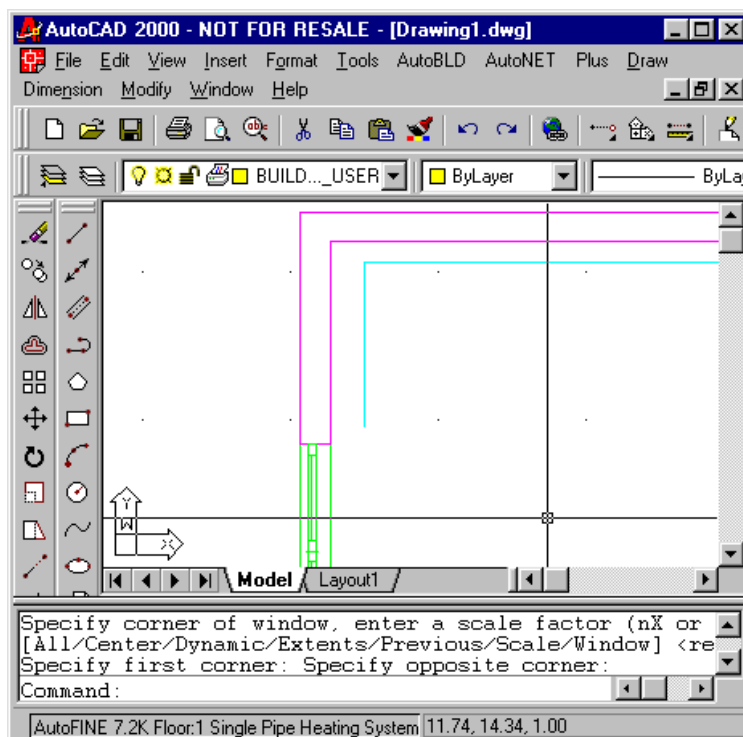 AutoCAD 2000 - NOT FOR RESALE - [Drawing1.dwg]
File Edit View Insert Format Tools AutoBLD AutoNET Plus Draw
Dimension Modify Window Help
BUILD..._USER ByLayer ByLa
Y
W
X
Model Layout1
Specify corner of window, enter a scale factor (nX or
[All/Center/Dynamic/Extents/Previous/Scale/Window] <re
Specify first corner: Specify opposite corner:
Command:
AutoFINE 7.2K Floor:1 Single Pipe Heating System 11.74, 14.34, 1.00